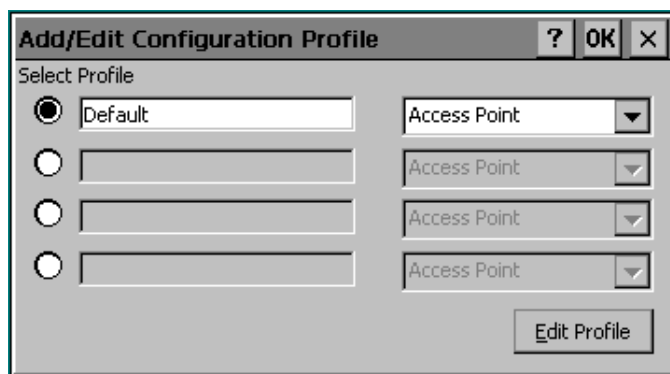 Add/Edit Configuration Profile ? OK ×
Select Profile
Default Access Point
Access Point
Access Point
Access Point
Edit Profile